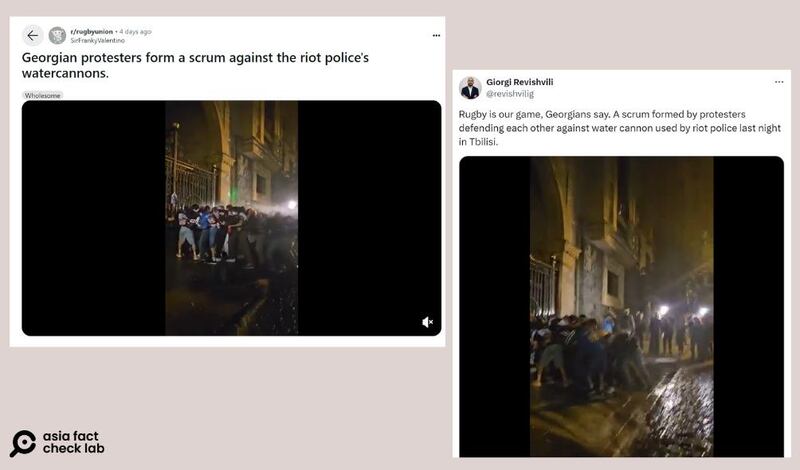 r/rugbyunion • 4 days ago
SirFrankyValentino
Georgian protesters form a scrum against the riot police's
watercannons.
Wholesome
Giorgi Revishvili
@revishvilig
Rugby is our game, Georgians say. A scrum formed by protesters
defending each other against water cannon used by riot police last night
in Tbilisi.
asia fact
check lab